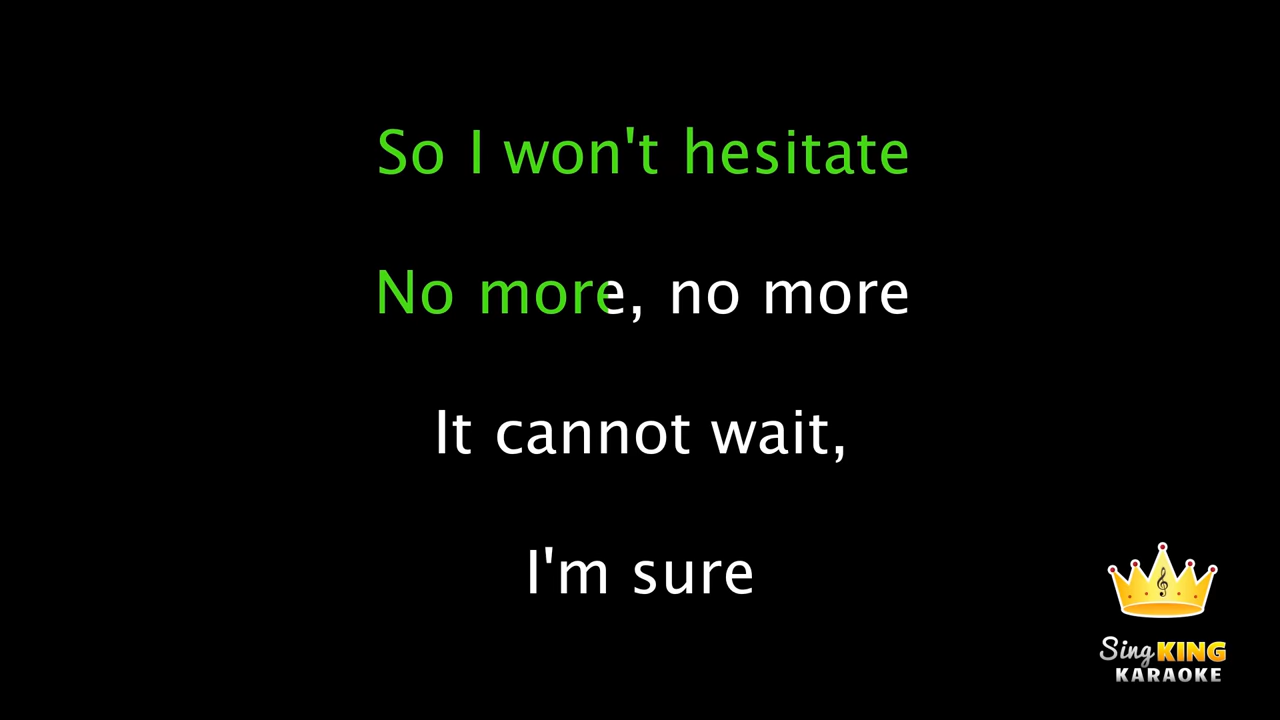 So I won't hesitate
No more, no more
It cannot wait,
I'm sure
Sing KING
KARAOKE